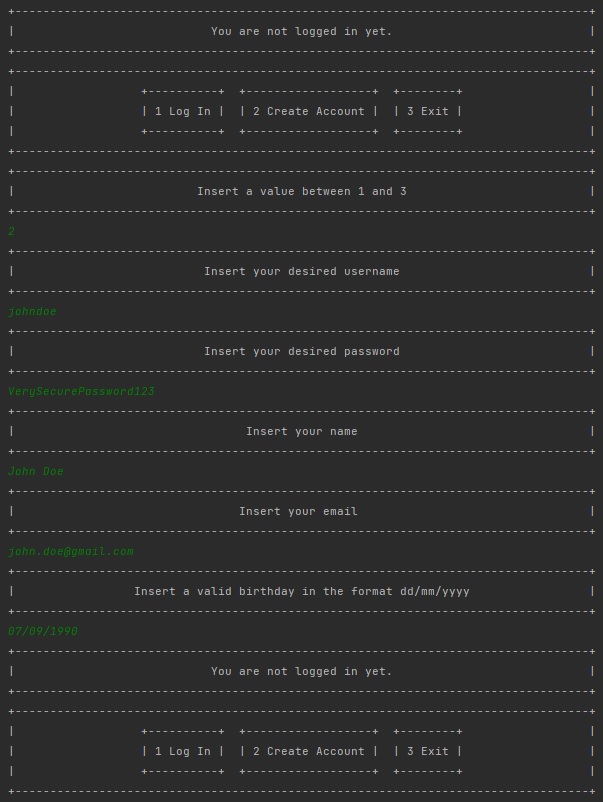 +----------------------------------------------------------------------------------+
| You are not logged in yet. |
+----------------------------------------------------------------------------------+
+----------------------------------------------------------------------------------+
| +----------+ +------------------+ +--------+ |
| | 1 Log In | | 2 Create Account | | 3 Exit | |
| +----------+ +------------------+ +--------+ |
+----------------------------------------------------------------------------------+
+----------------------------------------------------------------------------------+
| Insert a value between 1 and 3 |
+----------------------------------------------------------------------------------+
2
+----------------------------------------------------------------------------------+
| Insert your desired username |
+----------------------------------------------------------------------------------+
johndoe
+----------------------------------------------------------------------------------+
| Insert your desired password |
+----------------------------------------------------------------------------------+
VerySecurePassword123
+----------------------------------------------------------------------------------+
| Insert your name |
+----------------------------------------------------------------------------------+
John Doe
+----------------------------------------------------------------------------------+
| Insert your email |
+----------------------------------------------------------------------------------+
john.doe@gmail.com
+----------------------------------------------------------------------------------+
| Insert a valid birthday in the format dd/mm/yyyy |
+----------------------------------------------------------------------------------+
07/09/1990
+----------------------------------------------------------------------------------+
| You are not logged in yet. |
+----------------------------------------------------------------------------------+
+----------------------------------------------------------------------------------+
| +----------+ +------------------+ +--------+ |
| | 1 Log In | | 2 Create Account | | 3 Exit | |
| +----------+ +------------------+ +--------+ |
+----------------------------------------------------------------------------------+